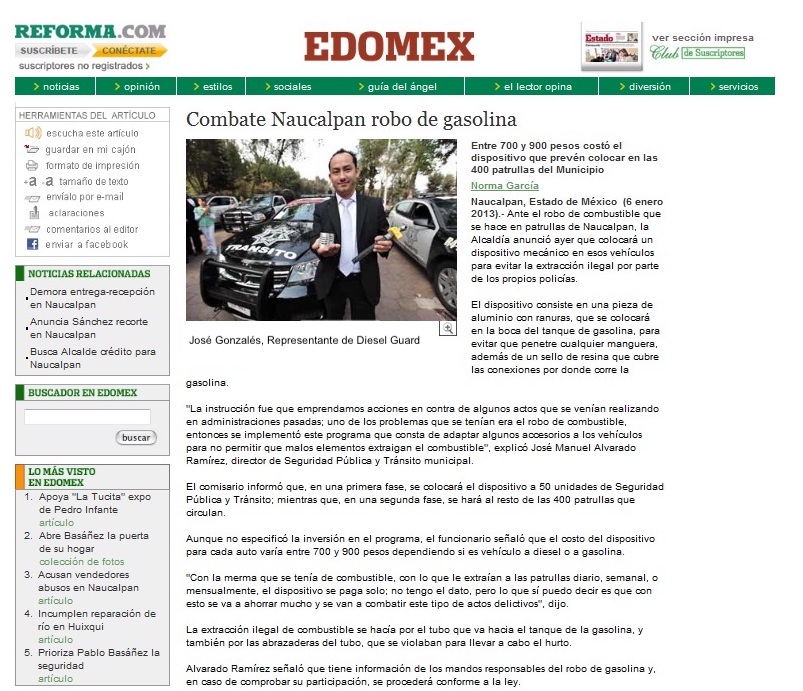 REFORMA.COM
SUSCRÍBETE CONÉCTATE
suscriptores no registrados >
EDOMEX
Estado
ver sección impresa
Club de Suscriptores
> noticias > opinión > estilos > sociales > guía del ángel > el lector opina > diversión > servicios
HERRAMIENTAS DEL ARTÍCULO
escucha este artículo
guardar en mi cajón
formato de impresión
+a -a tamaño de texto
envíalo por e-mail
aclaraciones
comentarios al editor
enviar a facebook
NOTICIAS RELACIONADAS
Demora entrega-recepción
en Naucalpan
Anuncia Sánchez recorte
en Naucalpan
Busca Alcalde crédito para
Naucalpan
BUSCADOR EN EDOMEX
buscar
LO MÁS VISTO
EN EDOMEX
1. Apoya "La Tucita" expo
de Pedro Infante
artículo
2. Abre Basáñez la puerta
de su hogar
colección de fotos
3. Acusan vendedores
abusos en Naucalpan
artículo
4. Incumplen reparación de
río en Huixqui
artículo
5. Prioriza Pablo Basáñez la
seguridad
artículo
Combate Naucalpan robo de gasolina
TRANSITO
José Gonzalés, Representante de Diesel Guard
Entre 700 y 900 pesos costó el
dispositivo que prevén colocar en las
400 patrullas del Municipio
Norma García
Naucalpan, Estado de México (6 enero
2013).- Ante el robo de combustible que
se hace en patrullas de Naucalpan, la
Alcaldía anunció ayer que colocará un
dispositivo mecánico en esos vehículos
para evitar la extracción ilegal por parte
de los propios policías.
El dispositivo consiste en una pieza de
aluminio con ranuras, que se colocará
en la boca del tanque de gasolina, para
evitar que penetre cualquier manguera,
además de un sello de resina que cubre
las conexiones por donde corre la
gasolina.
"La instrucción fue que emprendamos acciones en contra de algunos actos que se venían realizando
en administraciones pasadas; uno de los problemas que se tenían era el robo de combustible,
entonces se implementó este programa que consta de adaptar algunos accesorios a los vehículos
para no permitir que malos elementos extraigan el combustible", explicó José Manuel Alvarado
Ramírez, director de Seguridad Pública y Tránsito municipal.
El comisario informó que, en una primera fase, se colocará el dispositivo a 50 unidades de Seguridad
Pública y Tránsito; mientras que, en una segunda fase, se hará al resto de las 400 patrullas que
circulan.
Aunque no especificó la inversión en el programa, el funcionario señaló que el costo del dispositivo
para cada auto varía entre 700 y 900 pesos dependiendo si es vehículo a diesel o a gasolina.
"Con la merma que se tenía de combustible, con lo que le extraían a las patrullas diario, semanal, o
mensualmente, el dispositivo se paga solo; no tengo el dato, pero lo que sí puedo decir es que con
esto se va a ahorrar mucho y se van a combatir este tipo de actos delictivos", dijo.
La extracción ilegal de combustible se hacía por el tubo que va hacia el tanque de la gasolina, y
también por las abrazaderas del tubo, que se violaban para llevar a cabo el hurto.
Alvarado Ramírez señaló que tiene información de los mandos responsables del robo de gasolina y,
en caso de comprobar su participación, se procederá conforme a la ley.